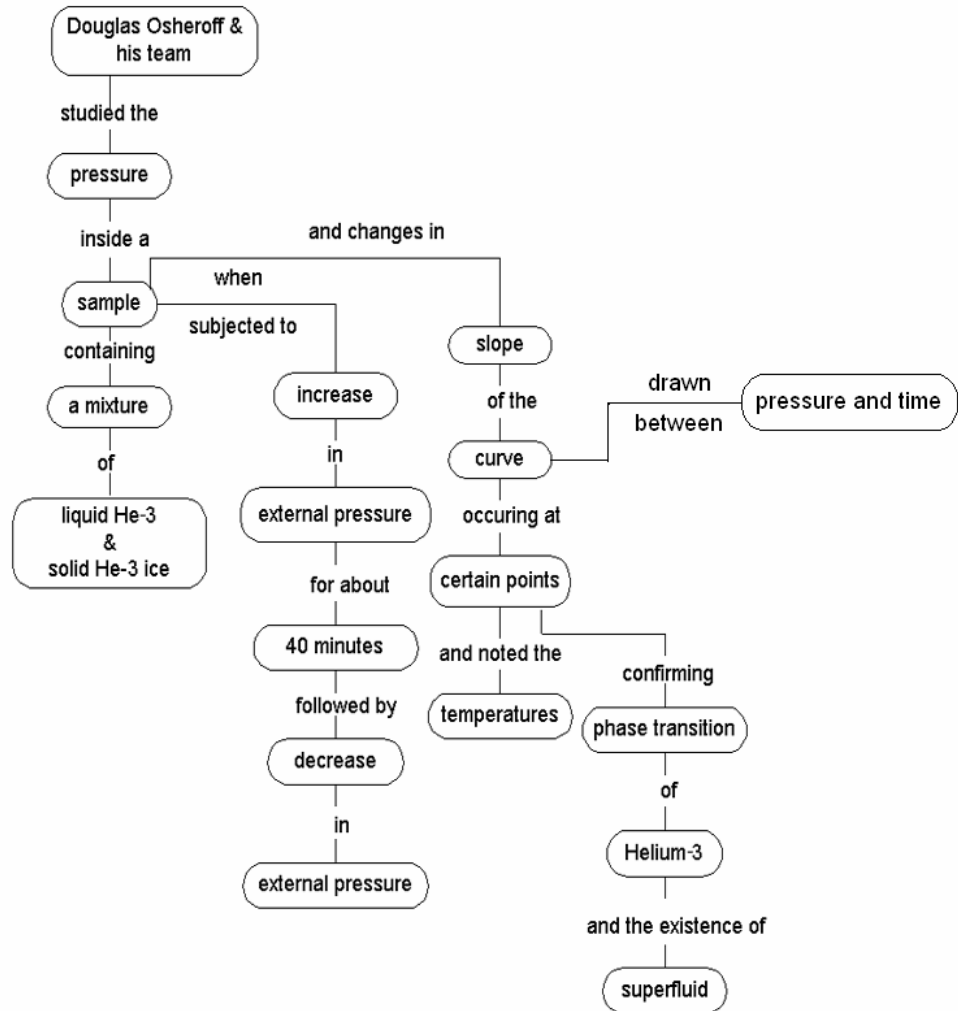 Douglas Osheroff &
his team
studied the
pressure
inside a
sample
containing
a mixture
of
liquid He-3
&
solid He-3 ice
when
subjected to
increase
in
external pressure
for about
40 minutes
followed by
decrease
in
external pressure
and changes in
slope
of the
curve
drawn
between
pressure and time
occuring at
certain points
and noted the
temperatures
confirming
phase transition
of
Helium-3
and the existence of
superfluid